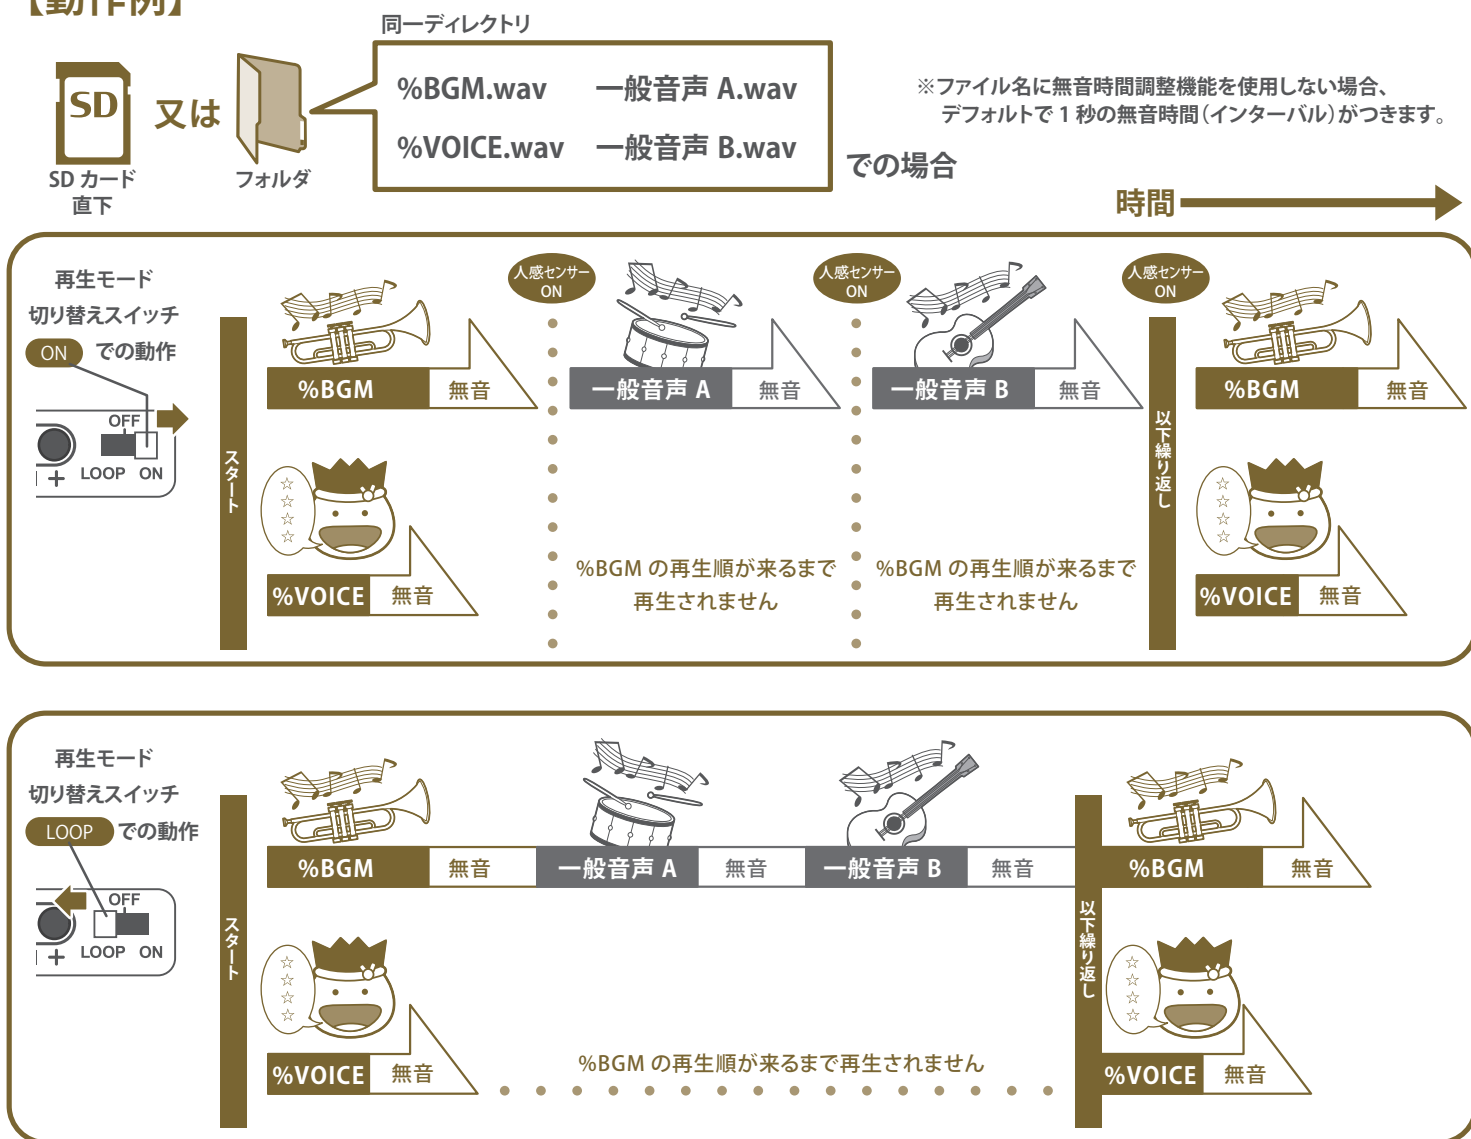 【動作例】
同一ディレクトリ
%BGM.wav 一般音声 A.wav
%VOICE.wav 一般音声 B.wav
SD
又は
SD カード
直下
フォルダ
での場合
※ファイル名に無音時間調整機能を使用しない場合、
デフォルトで 1 秒の無音時間（インターバル）がつきます。
時間
再生モード
切り替えスイッチ
ON での動作
OFF
+ LOOP ON
スタート
%BGM 無音
%VOICE 無音
人感センサー
ON
一般音声 A 無音
%BGM の再生順が来るまで
再生されません
人感センサー
ON
一般音声 B 無音
%BGM の再生順が来るまで
再生されません
人感センサー
ON
以下繰り返し
%BGM 無音
%VOICE 無音
再生モード
切り替えスイッチ
LOOP での動作
OFF
+ LOOP ON
スタート
%BGM 無音 一般音声 A 無音 一般音声 B 無音
%VOICE 無音
%BGM の再生順が来るまで再生されません
以下繰り返し
%BGM 無音
%VOICE 無音